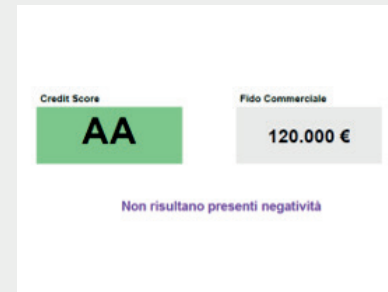 Credit Score
Fido Commerciale
AA
120.000 €
Non risultano presenti negatività